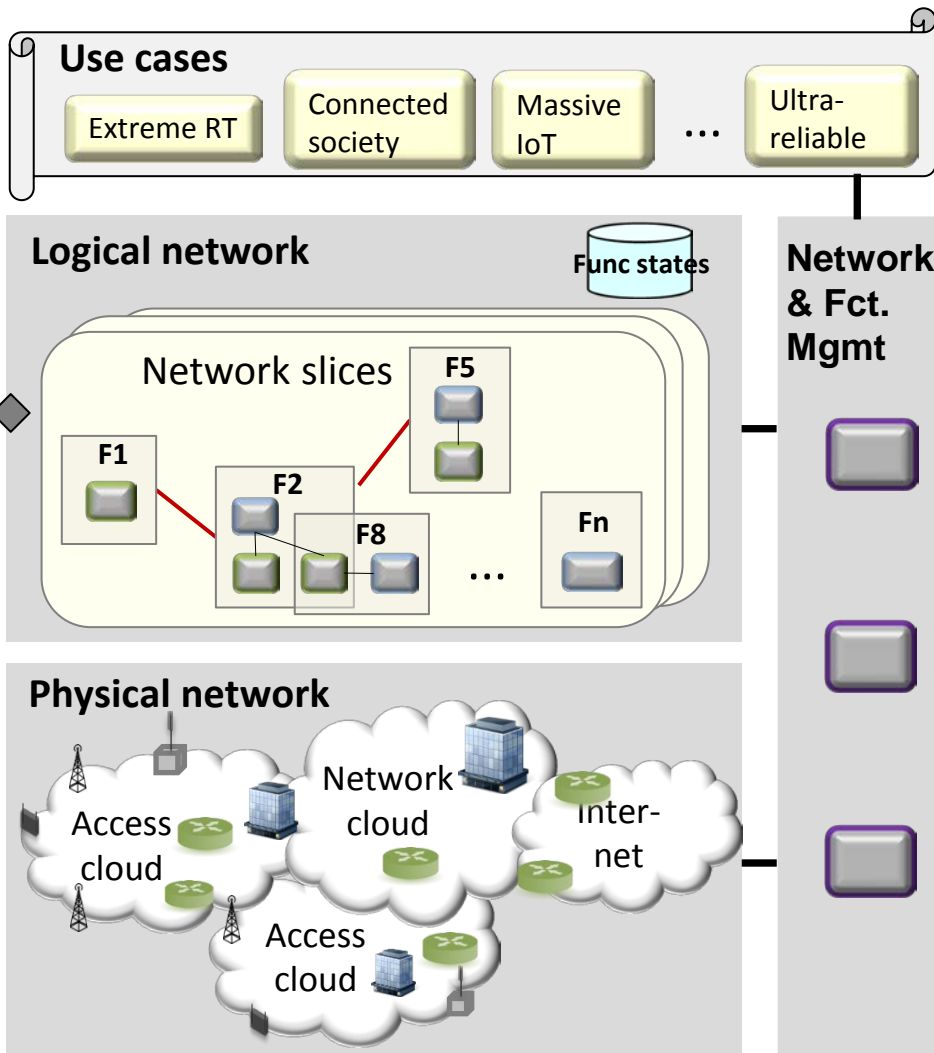 Use cases
Extreme RT
Connected
society
Massive
IoT
...
Ultra-
reliable
Logical network
Func states
Network slices
F1
F2
F5
F8
...
Fn
Network
& Fct.
Mgmt
Physical network
Access
cloud
Network
cloud
Inter-
net
Access
cloud